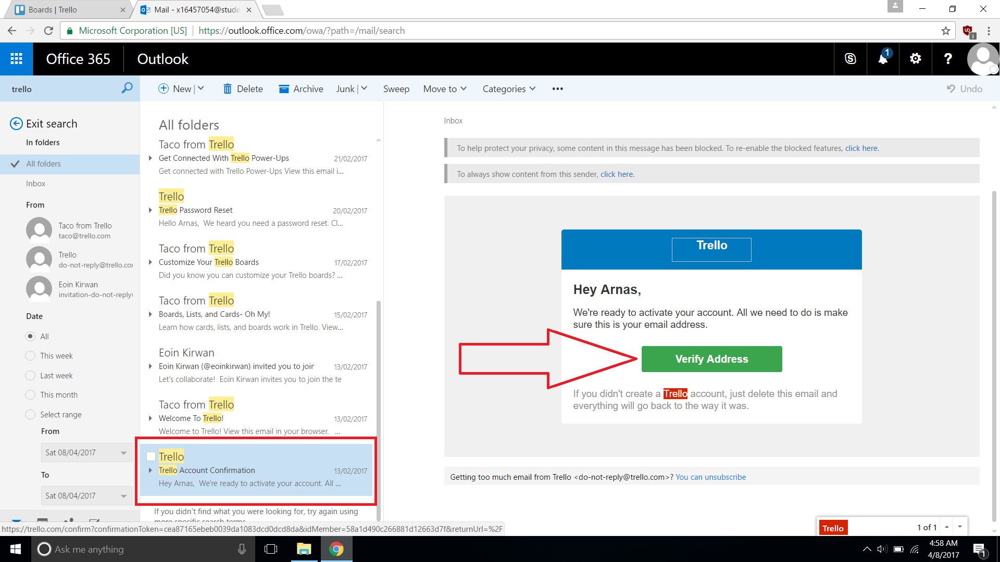 Boards | Trello
Mail - x16457054@stude
Microsoft Corporation [US]
https://outlook.office.com/owa/?path=/mail/search
3
Office 365
Outlook
1
?
trello
New
Delete
Archive
Junk
Sweep
Move to
Categories
•••
Undo
Exit search
In folders
All folders
Inbox
From
Taco from Trello
taco@trello.com
Trello
do-not-reply@trello.cor
Eoin Kirwan
invitation-do-not-reply
Date
All
This week
Last week
This month
Select range
From
Sat 08/04/2017
To
Sat 08/04/2017
All folders
Taco from Trello
Get Connected With Trello Power-Ups 21/02/2017
Get connected with Trello Power-Ups View this email i...
Trello
Trello Password Reset 20/02/2017
Hello Arnas, We heard you need a password reset. Cl...
Taco from Trello
Customize Your Trello Boards 17/02/2017
Did you know you can customize your Trello boards? ...
Taco from Trello
Boards, Lists, and Cards- Oh My! 15/02/2017
Learn how cards, lists, and boards work in Trello. View...
Eoin Kirwan
Eoin Kirwan (@eoinkirwan) invited you to join 13/02/2017
Let's collaborate! Eoin Kirwan invites you to join the te
Taco from Trello
Welcome To Trello! 13/02/2017
Welcome to Trello! View this email in your browser. ...
Trello
Trello Account Confirmation 13/02/2017
Hey Arnas, We're ready to activate your account. All ...
If you didn't find what you were looking for, try again using
more specific search terms.
Inbox
To help protect your privacy, some content in this message has been blocked. To re-enable the blocked features, click here.
To always show content from this sender, click here.
Trello
Hey Arnas,
We're ready to activate your account. All we need to do is make
sure this is your email address.
Verify Address
If you didn't create a Trello account, just delete this email and
everything will go back to the way it was.
Getting too much email from Trello <do-not-reply@trello.com>? You can unsubscribe
Trello
1 of 1
https://trello.com/confirm?confirmationToken=cea87165ebeb0039da1083dcd0dcd8da&idMember=58a1d490c266881d12663d7f&returnUrl=%2F
Ask me anything
4:58 AM
4/8/2017
1